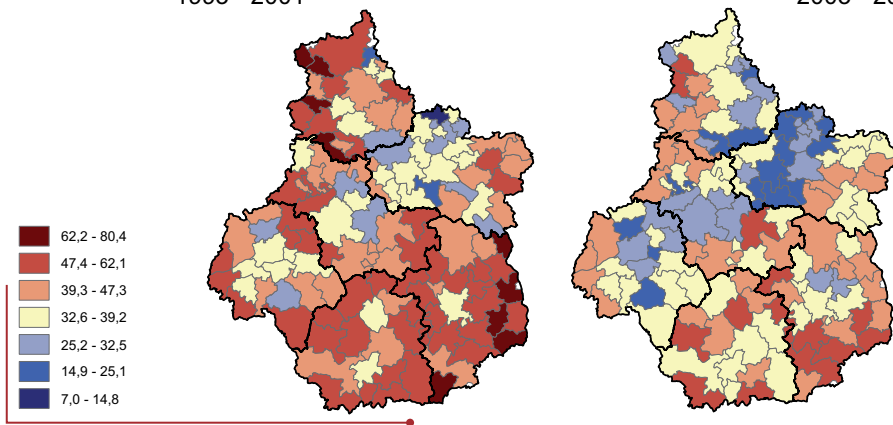 62,2 - 80,4
47,4 - 62,1
39,3 - 47,3
32,6 - 39,2
25,2 - 32,5
14,9 - 25,1
7,0 - 14,8